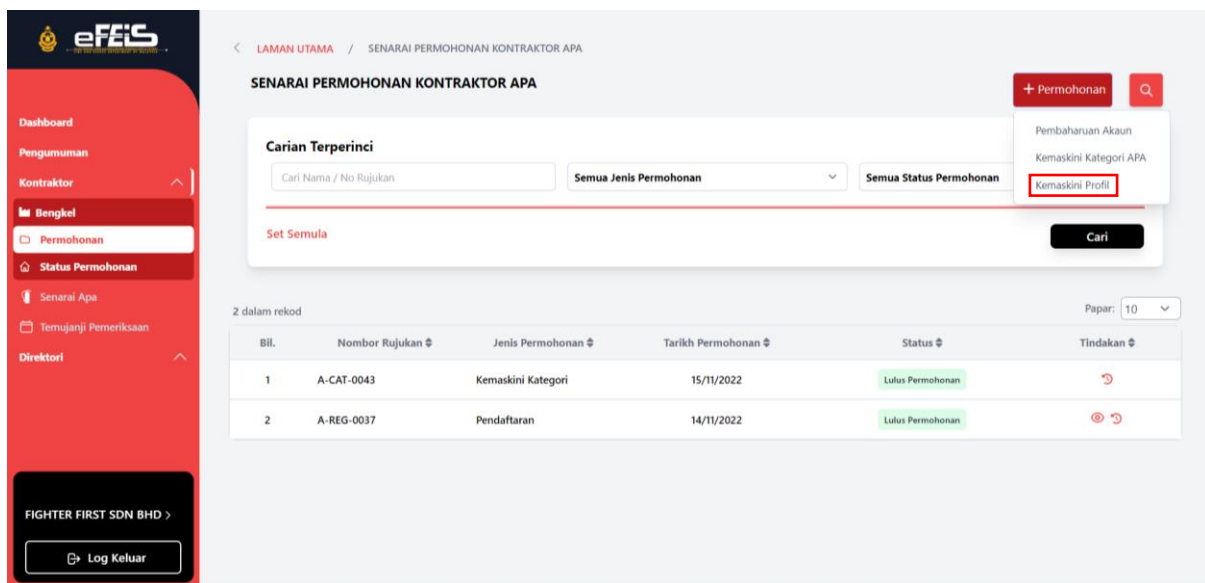 eFEiS
LAMAN UTAMA / SENARAI PERMOHONAN KONTRAKTOR APA
SENARAI PERMOHONAN KONTRAKTOR APA
+ Permohonan
Pembaharuan Akaun
Kemaskini Kategori APA
Kemaskini Profil
Dashboard
Pengumuman
Kontraktor
Bengkel
Permohonan
Status Permohonan
Senarai Apa
Temujanji Pemeriksaan
Direktori
FIGHTER FIRST SDN BHD >
Log Keluar
Carian Terperinci
Cari Nama / No Rujukan
Semua Jenis Permohonan
Semua Status Permohonan
Set Semula
Cari
2 dalam rekod
Papar: 10
Bil. Nombor Rujukan Jenis Permohonan Tarikh Permohonan Status Tindakan
1 A-CAT-0043 Kemaskini Kategori 15/11/2022 Lulus Permohonan
2 A-REG-0037 Pendaftaran 14/11/2022 Lulus Permohonan